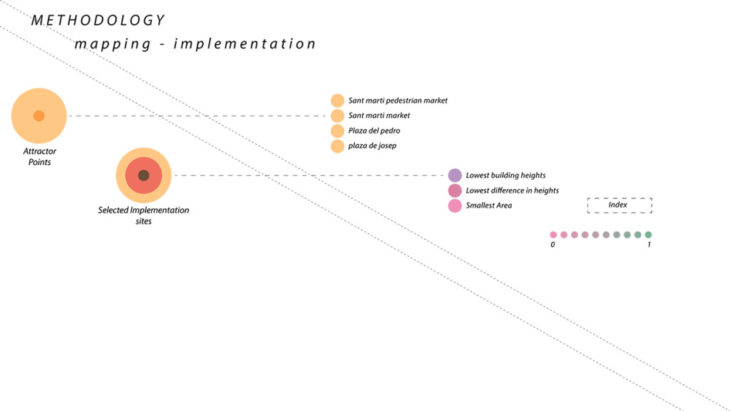 METHODOLOGY
mapping - implementation
Attractor
Points
Sant marti pedestrian market
Sant marti market
Plaza del pedro
plaza de josep
Selected Implementation
sites
Lowest building heights
Lowest difference in heights
Smallest Area
Index
0 1